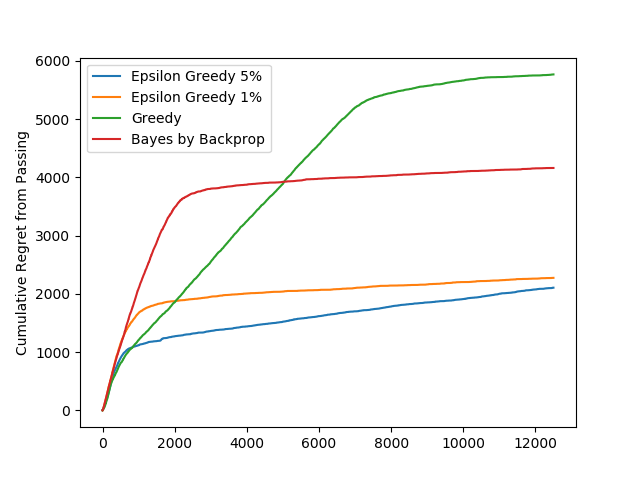 6000
5000
4000
3000
2000
1000
0
Cumulative Regret from Passing
Epsilon Greedy 5%
Epsilon Greedy 1%
Greedy
Bayes by Backprop
0 2000 4000 6000 8000 10000 12000